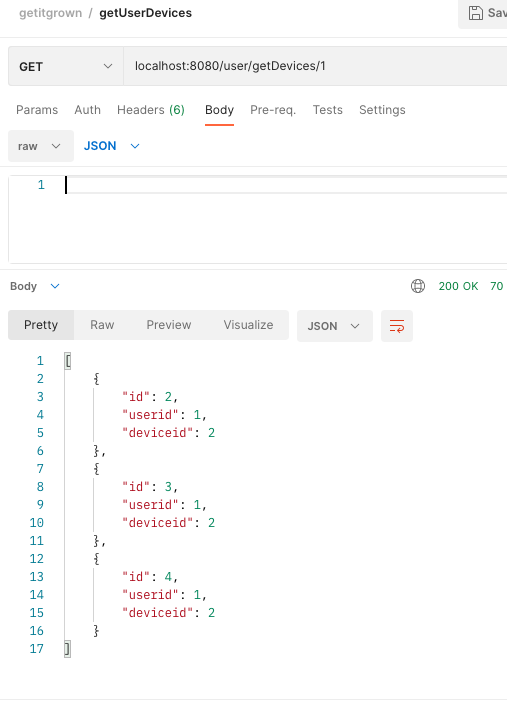 getitgrown / getUserDevices
Sav
GET localhost:8080/user/getDevices/1
Params Auth Headers (6) Body Pre-req. Tests Settings
raw JSON
1
Body 200 OK 70
Pretty Raw Preview Visualize JSON
1 [
2 {
3 "id": 2,
4 "userid": 1,
5 "deviceid": 2
6 },
7 {
8 "id": 3,
9 "userid": 1,
10 "deviceid": 2
11 },
12 {
13 "id": 4,
14 "userid": 1,
15 "deviceid": 2
16 }
17 ]